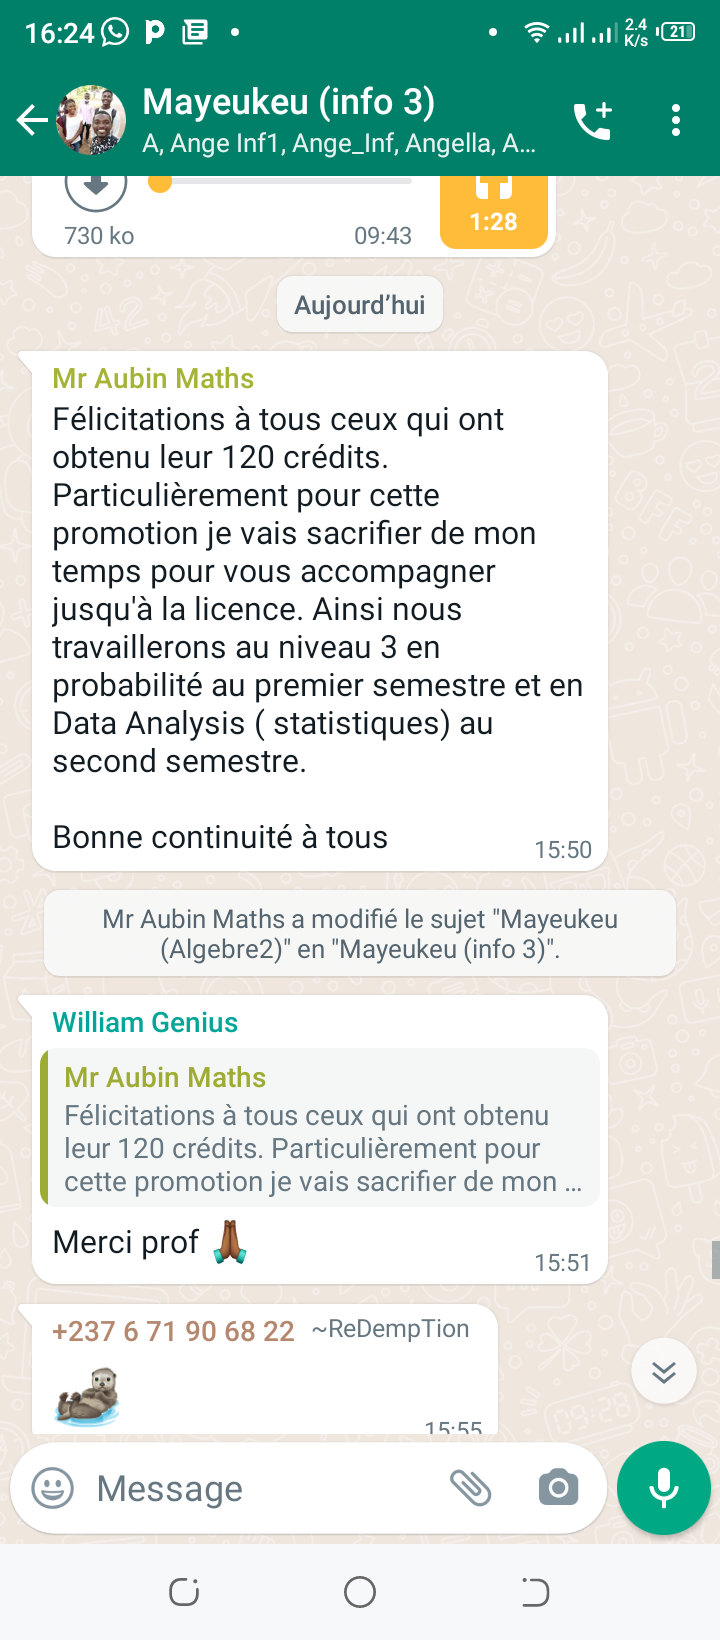 16:24
2.4
K/s
21
Mayeukeu (info 3)
A, Ange Inf1, Ange_Inf, Angella, A...
730 ko
09:43
1:28
Aujourd'hui
Mr Aubin Maths
Félicitations à tous ceux qui ont
obtenu leur 120 crédits.
Particulièrement pour cette
promotion je vais sacrifier de mon
temps pour vous accompagner
jusqu'à la licence. Ainsi nous
travaillerons au niveau 3 en
probabilité au premier semestre et en
Data Analysis ( statistiques) au
second semestre.
Bonne continuité à tous
15:50
Mr Aubin Maths a modifié le sujet "Mayeukeu
(Algebre2)" en "Mayeukeu (info 3)".
William Genius
Mr Aubin Maths
Félicitations à tous ceux qui ont obtenu
leur 120 crédits. Particulièrement pour
cette promotion je vais sacrifier de mon ...
Merci prof 🙏🏾
15:51
+237 6 71 90 68 22 ~ReDempTion
15:55
Message